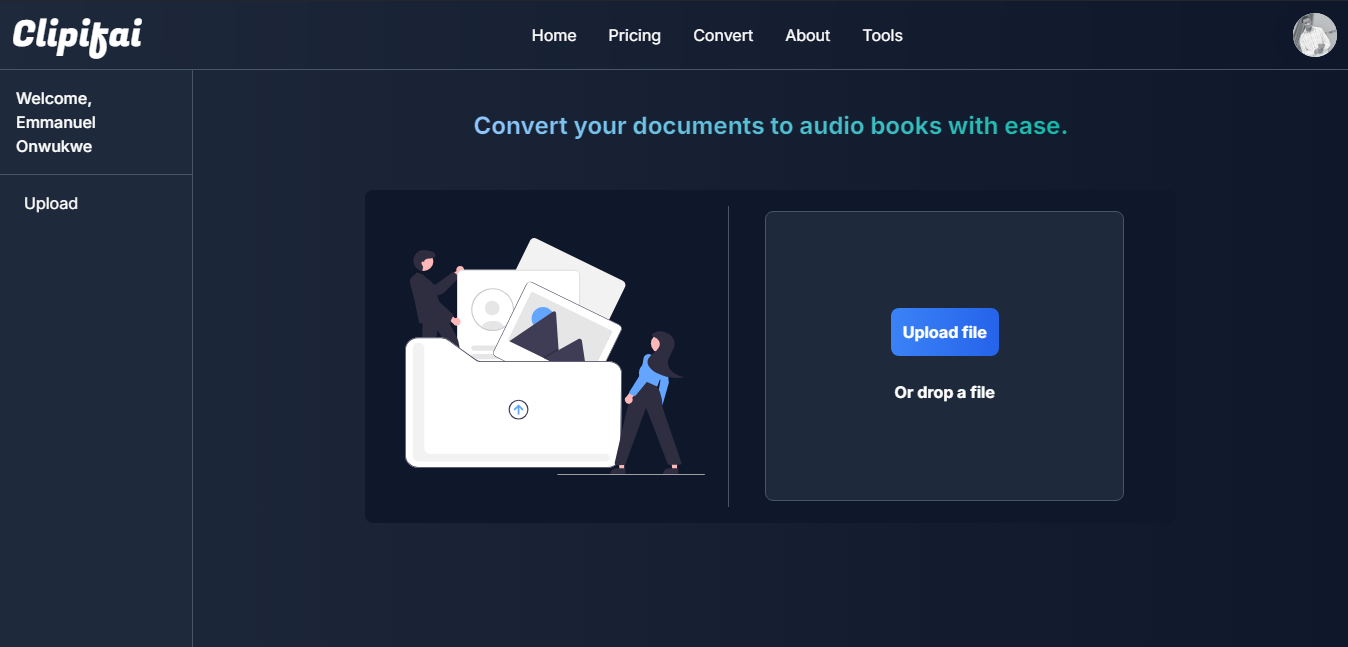 Clipifai
Home Pricing Convert About Tools
Welcome,
Emmanuel
Onwukwe
Upload
Convert your documents to audio books with ease.
Upload file
Or drop a file